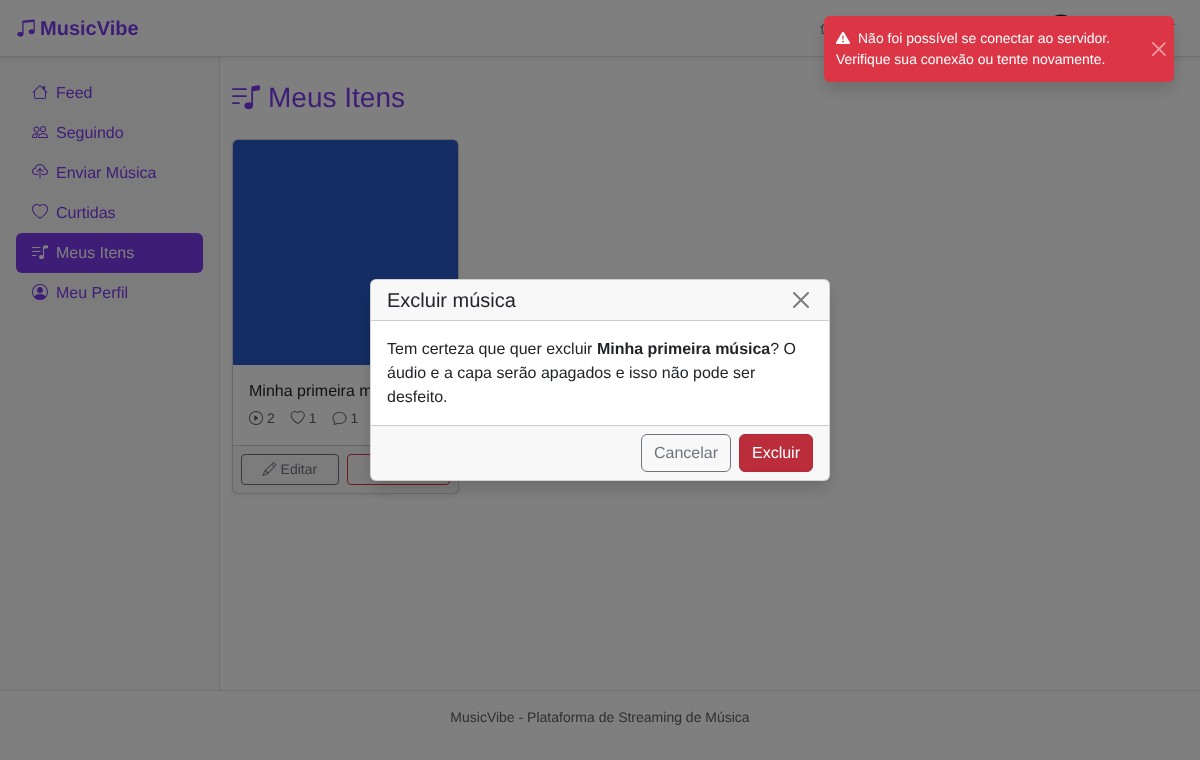 MusicVibe
Não foi possível se conectar ao servidor.
Verifique sua conexão ou tente novamente.
Feed
Seguindo
Enviar Música
Curtidas
Meus Itens
Meu Perfil
Meus Itens
Minha primeira
2 1 1
Editar
Excluir música
Tem certeza que quer excluir Minha primeira música? O
áudio e a capa serão apagados e isso não pode ser
desfeito.
Cancelar
Excluir
MusicVibe - Plataforma de Streaming de Música